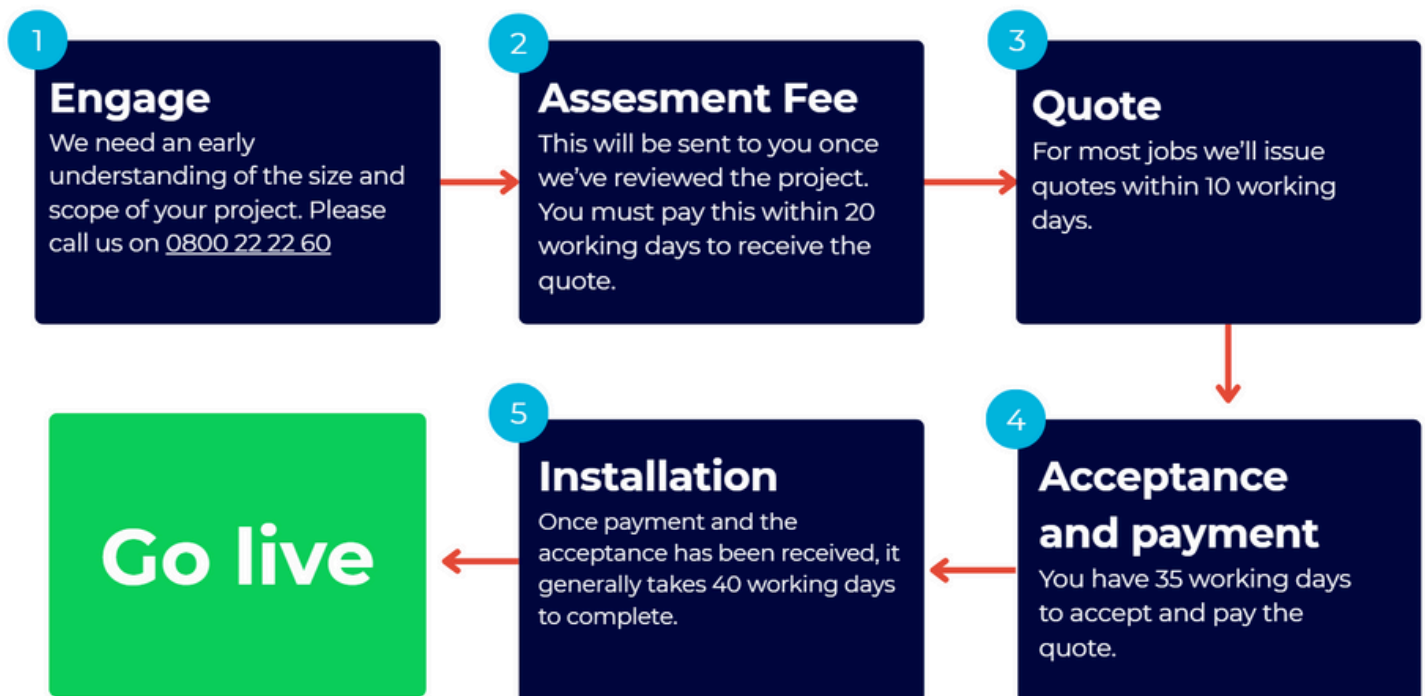 1
Engage
We need an early
understanding of the size and
scope of your project. Please
call us on 0800 22 22 60
2
Assesment Fee
This will be sent to you once
we've reviewed the project.
You must pay this within 20
working days to receive the
quote.
3
Quote
For most jobs we'll issue
quotes within 10 working
days.
4
Acceptance
and payment
You have 35 working days
to accept and pay the
quote.
5
Installation
Once payment and the
acceptance has been received, it
generally takes 40 working days
to complete.
Go live